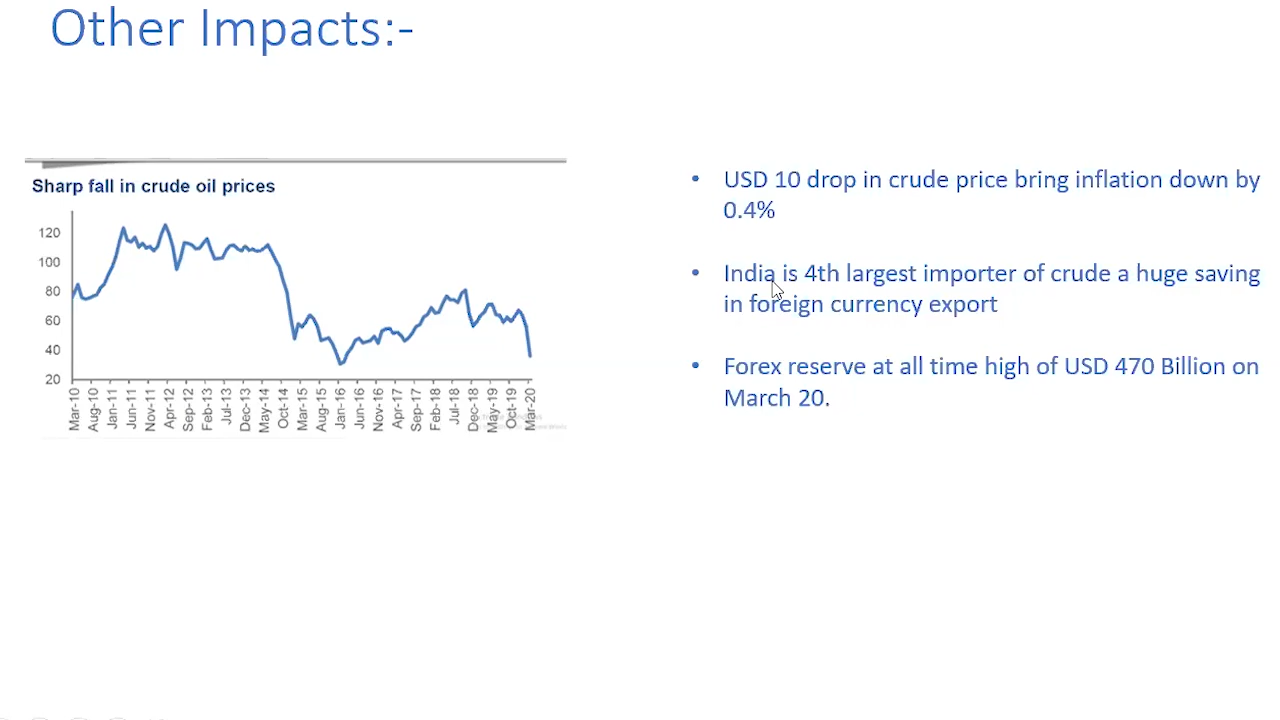 Other Impacts:-
Sharp fall in crude oil prices
120
100
80
60
40
20
Mar-10
Aug-10
Jan-11
Jun-11
Nov-11
Apr-12
Sep-12
Feb-13
Jul-13
Dec-13
May-14
Oct-14
Mar-15
Aug-15
Jan-16
Jun-16
Nov-16
Apr-17
Sep-17
Feb-18
Jul-18
Dec-18
May-19
Oct-19
Mar-20
• USD 10 drop in crude price bring inflation down by
0.4%
• India is 4th largest importer of crude a huge saving
in foreign currency export
• Forex reserve at all time high of USD 470 Billion on
March 20.